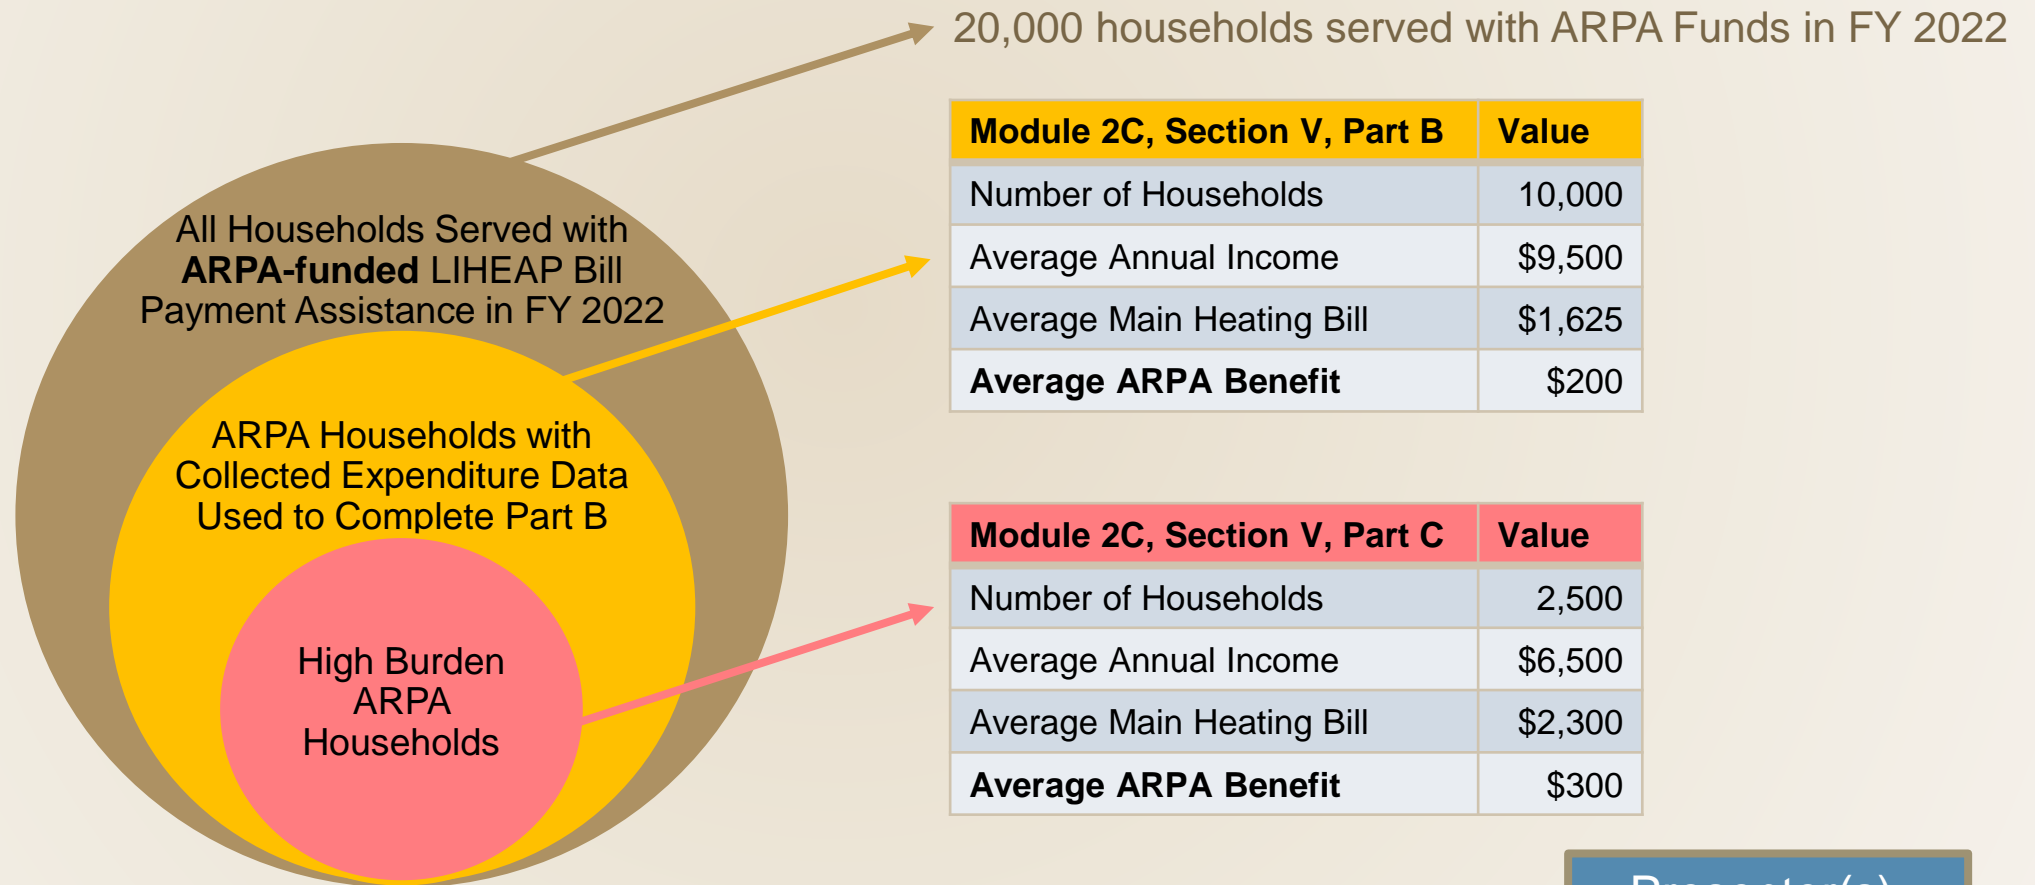 20,000 households served with ARPA Funds in FY 2022
All Households Served with
ARPA-funded LIHEAP Bill
Payment Assistance in FY 2022
ARPA Households with
Collected Expenditure Data
Used to Complete Part B
High Burden
ARPA
Households
Module 2C, Section V, Part B Value
Number of Households 10,000
Average Annual Income $9,500
Average Main Heating Bill $1,625
Average ARPA Benefit $200
Module 2C, Section V, Part C Value
Number of Households 2,500
Average Annual Income $6,500
Average Main Heating Bill $2,300
Average ARPA Benefit $300
Presenter(s)